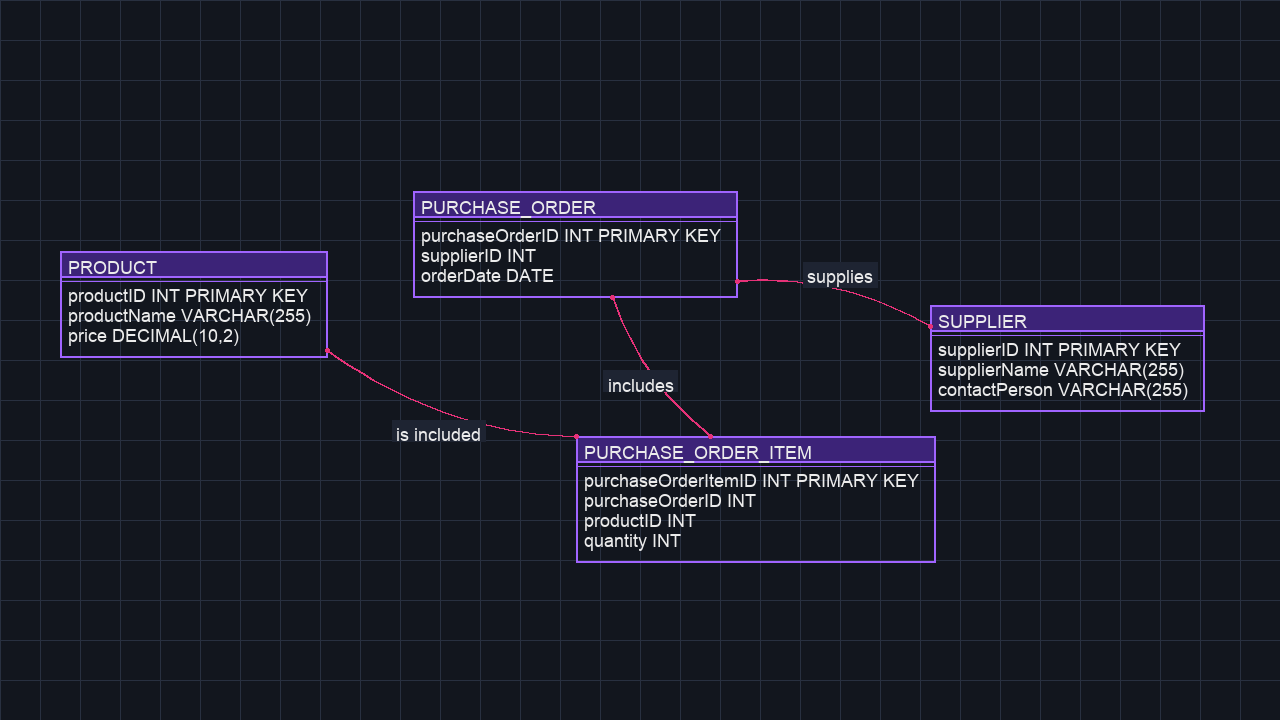 PURCHASE_ORDER
purchaseOrderID INT PRIMARY KEY
supplierID INT
orderDate DATE
PRODUCT
productID INT PRIMARY KEY
productName VARCHAR(255)
price DECIMAL(10,2)
supplies
SUPPLIER
supplierID INT PRIMARY KEY
supplierName VARCHAR(255)
contactPerson VARCHAR(255)
includes
is included
PURCHASE_ORDER_ITEM
purchaseOrderItemID INT PRIMARY KEY
purchaseOrderID INT
productID INT
quantity INT